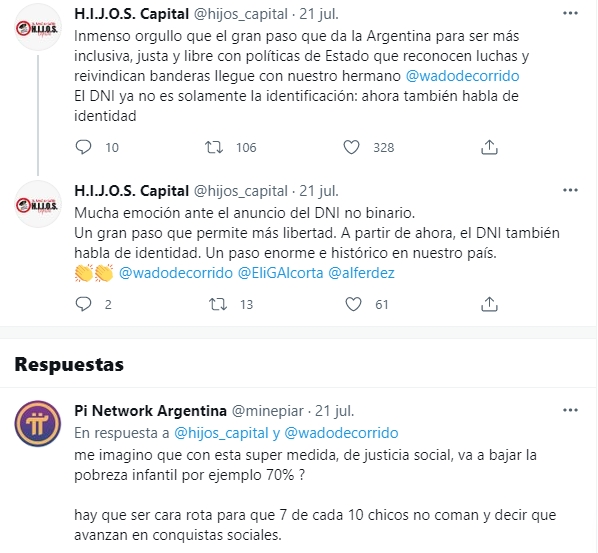 H.I.J.O.S. Capital @hijos_capital · 21 jul.
Inmenso orgullo que el gran paso que da la Argentina para ser más
inclusiva, justa y libre con políticas de Estado que reconocen luchas y
reivindican banderas llegue con nuestro hermano @wadodecorrido
El DNI ya no es solamente la identificación: ahora también habla de
identidad
10 106 328
H.I.J.O.S. Capital @hijos_capital · 21 jul.
Mucha emoción ante el anuncio del DNI no binario.
Un gran paso que permite más libertad. A partir de ahora, el DNI también
habla de identidad. Un paso enorme e histórico en nuestro país.
👏👏 @wadodecorrido @EliGAlcorta @alferdez
2 13 61
Respuestas
Pi Network Argentina @minepiar · 21 jul.
En respuesta a @hijos_capital y @wadodecorrido
me imagino que con esta super medida, de justicia social, va a bajar la
pobreza infantil por ejemplo 70% ?
hay que ser cara rota para que 7 de cada 10 chicos no coman y decir que
avanzan en conquistas sociales.